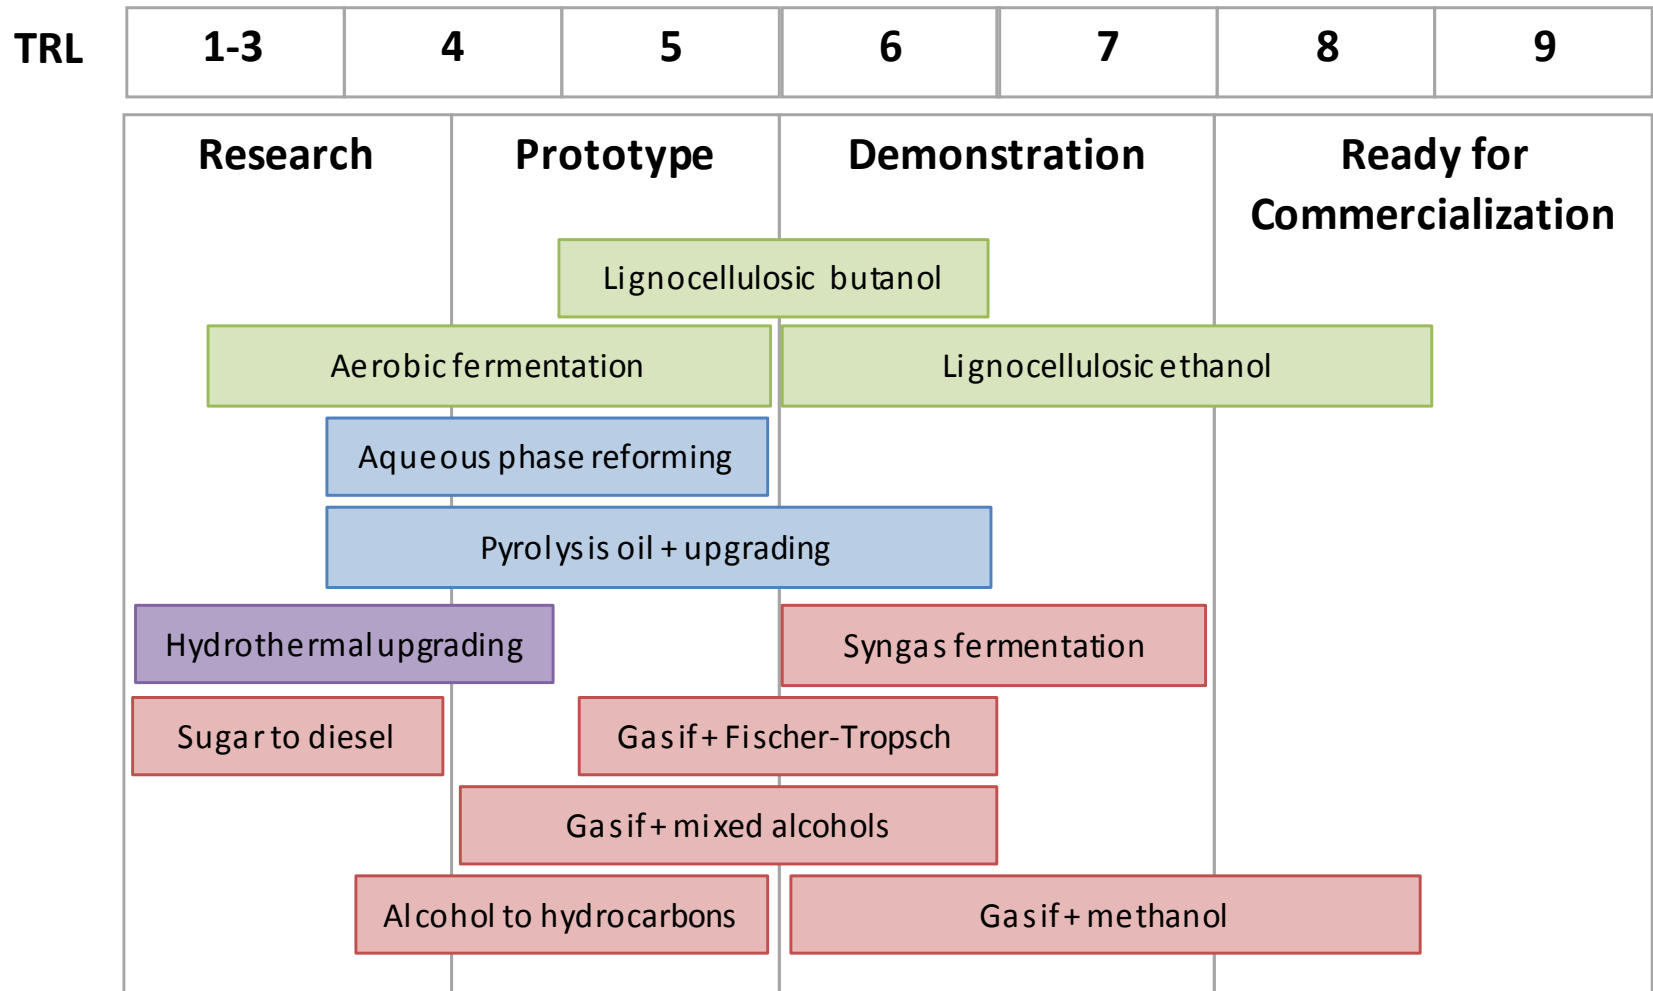 TRL 1-3 4 5 6 7 8 9
Research Prototype Demonstration Ready for
Commercialization
Lignocellulosic butanol
Aerobic fermentation Lignocellulosic ethanol
Aqueous phase reforming
Pyrolysis oil + upgrading
Hydrothermal upgrading Syngas fermentation
Sugar to diesel Gasif + Fischer-Tropsch
Gasif + mixed alcohols
Alcohol to hydrocarbons Gasif + methanol